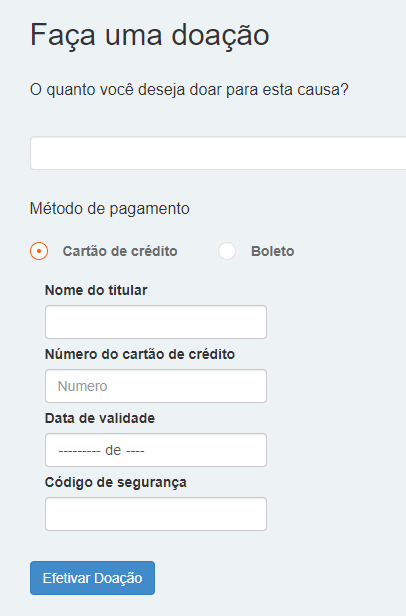 Faça uma doação
O quanto você deseja doar para esta causa?
Método de pagamento
Cartão de crédito Boleto
Nome do titular
Número do cartão de crédito
Numero
Data de validade
--------- de ----
Código de segurança
Efetivar Doação